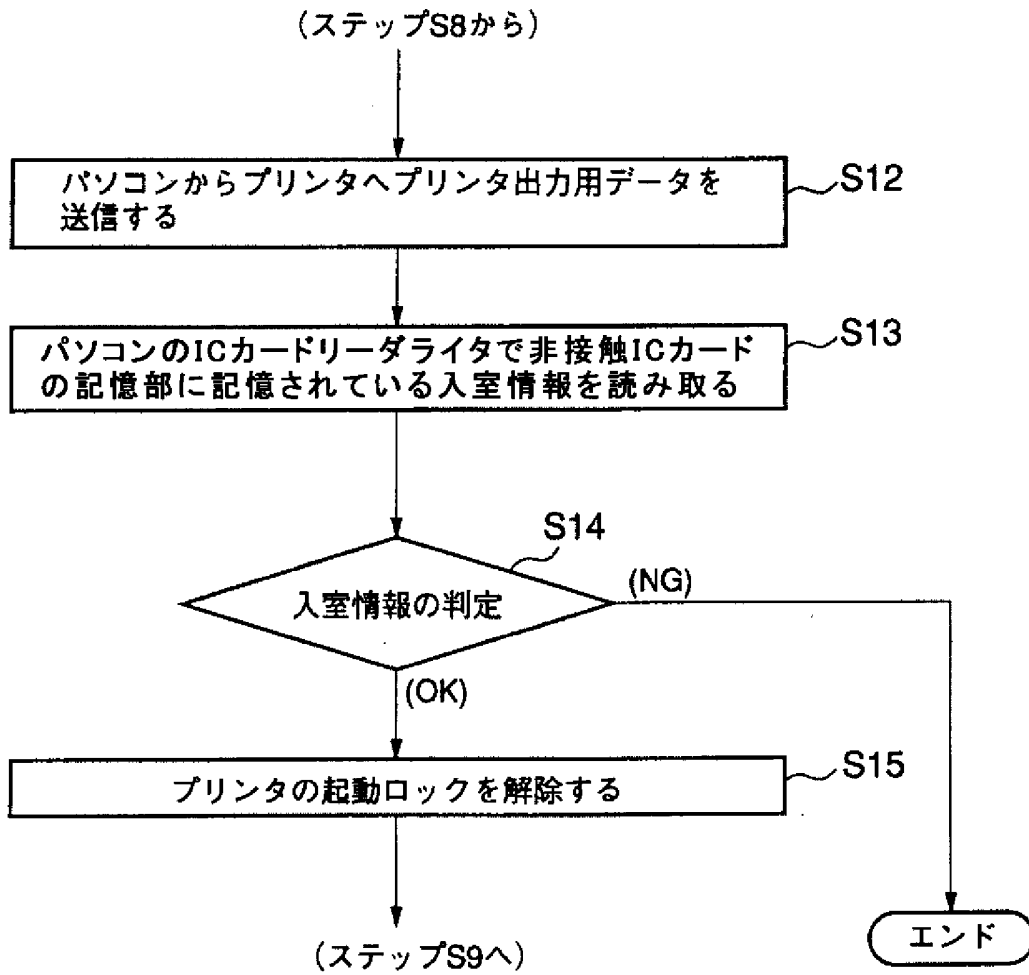 (ステップS8から)
パソコンからプリンタへプリンタ出力用データを
送信する
S12
パソコンのICカードリーダライタで非接触ICカード
の記憶部に記憶されている入室情報を読み取る
S13
S14
入室情報の判定
(NG)
(OK)
プリンタの起動ロックを解除する
S15
(ステップS9へ)
エンド